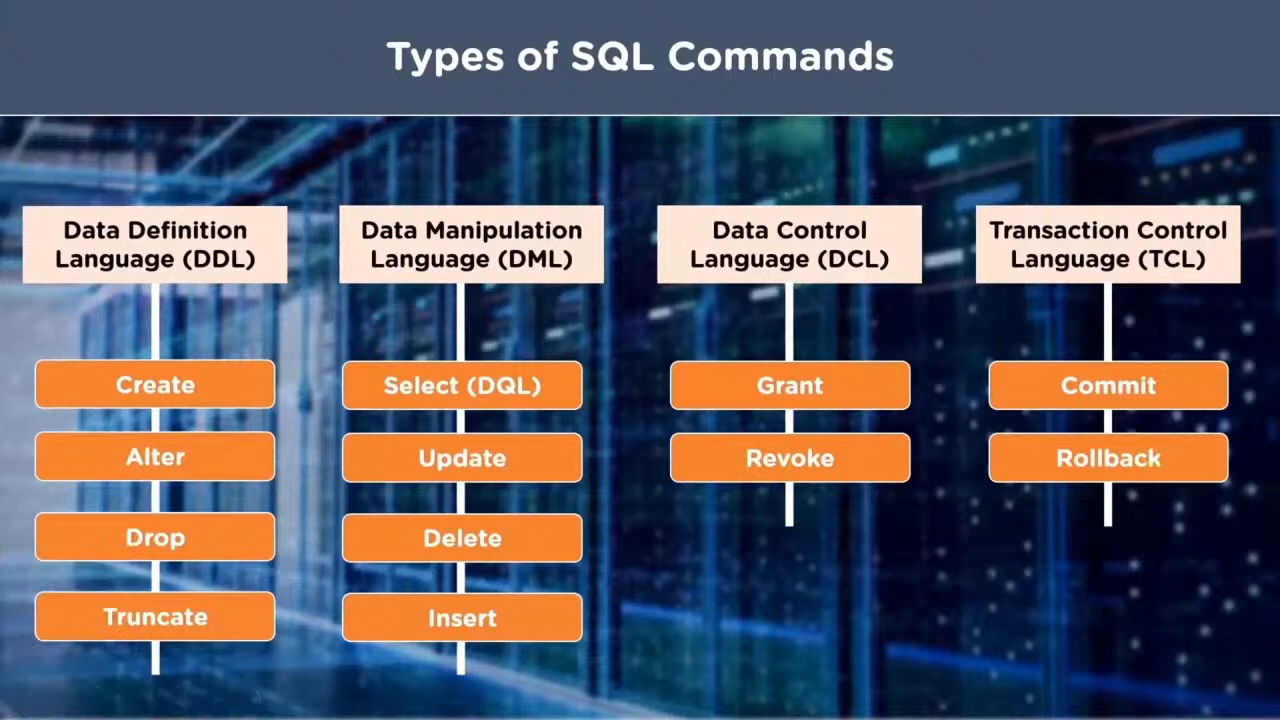 Types of SQL Commands
Data Definition
Language (DDL)
Create
Alter
Drop
Truncate
Data Manipulation
Language (DML)
Select (DQL)
Update
Delete
Insert
Data Control
Language (DCL)
Grant
Revoke
Transaction Control
Language (TCL)
Commit
Rollback